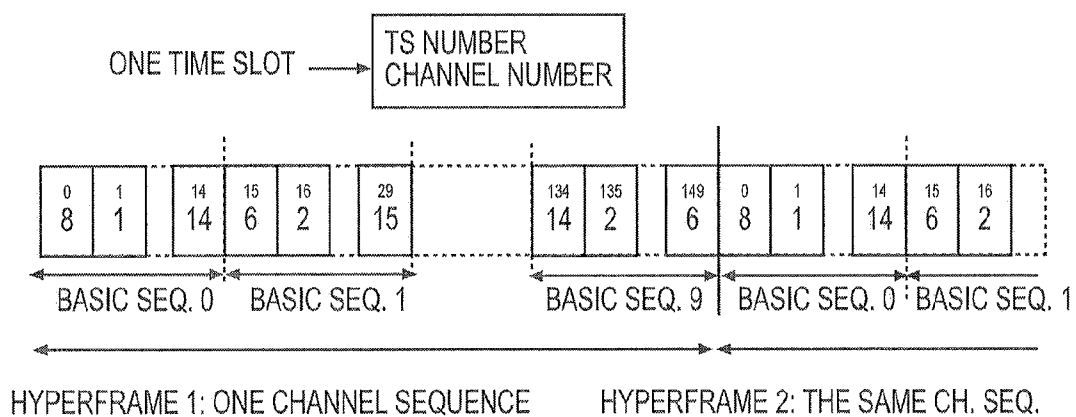 ONE TIME SLOT
TS NUMBER
CHANNEL NUMBER
0 1 14 15 16 29 134 135 149 0 1 14 15 16
8 1 14 6 2 15 14 2 6 8 1 14 6 2
BASIC SEQ. 0 BASIC SEQ. 1 BASIC SEQ. 9 BASIC SEQ. 0 BASIC SEQ. 1
HYPERFRAME 1: ONE CHANNEL SEQUENCE HYPERFRAME 2: THE SAME CH. SEQ.